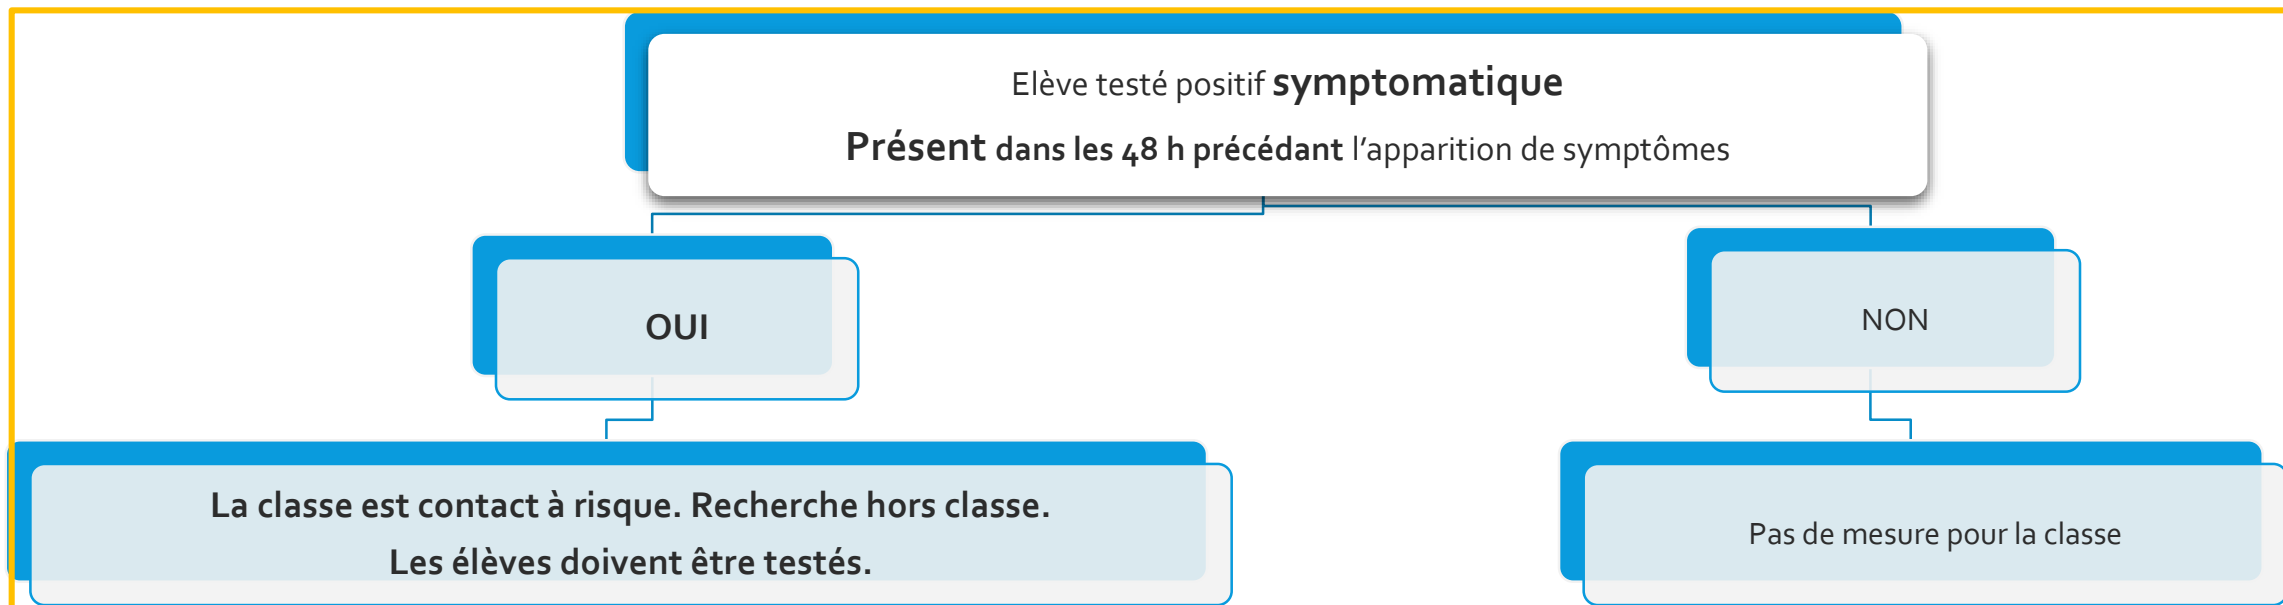 Elève testé positif symptomatique
Présent dans les 48 h précédant l’apparition de symptômes
OUI
NON
La classe est contact à risque. Recherche hors classe.
Les élèves doivent être testés.
Pas de mesure pour la classe